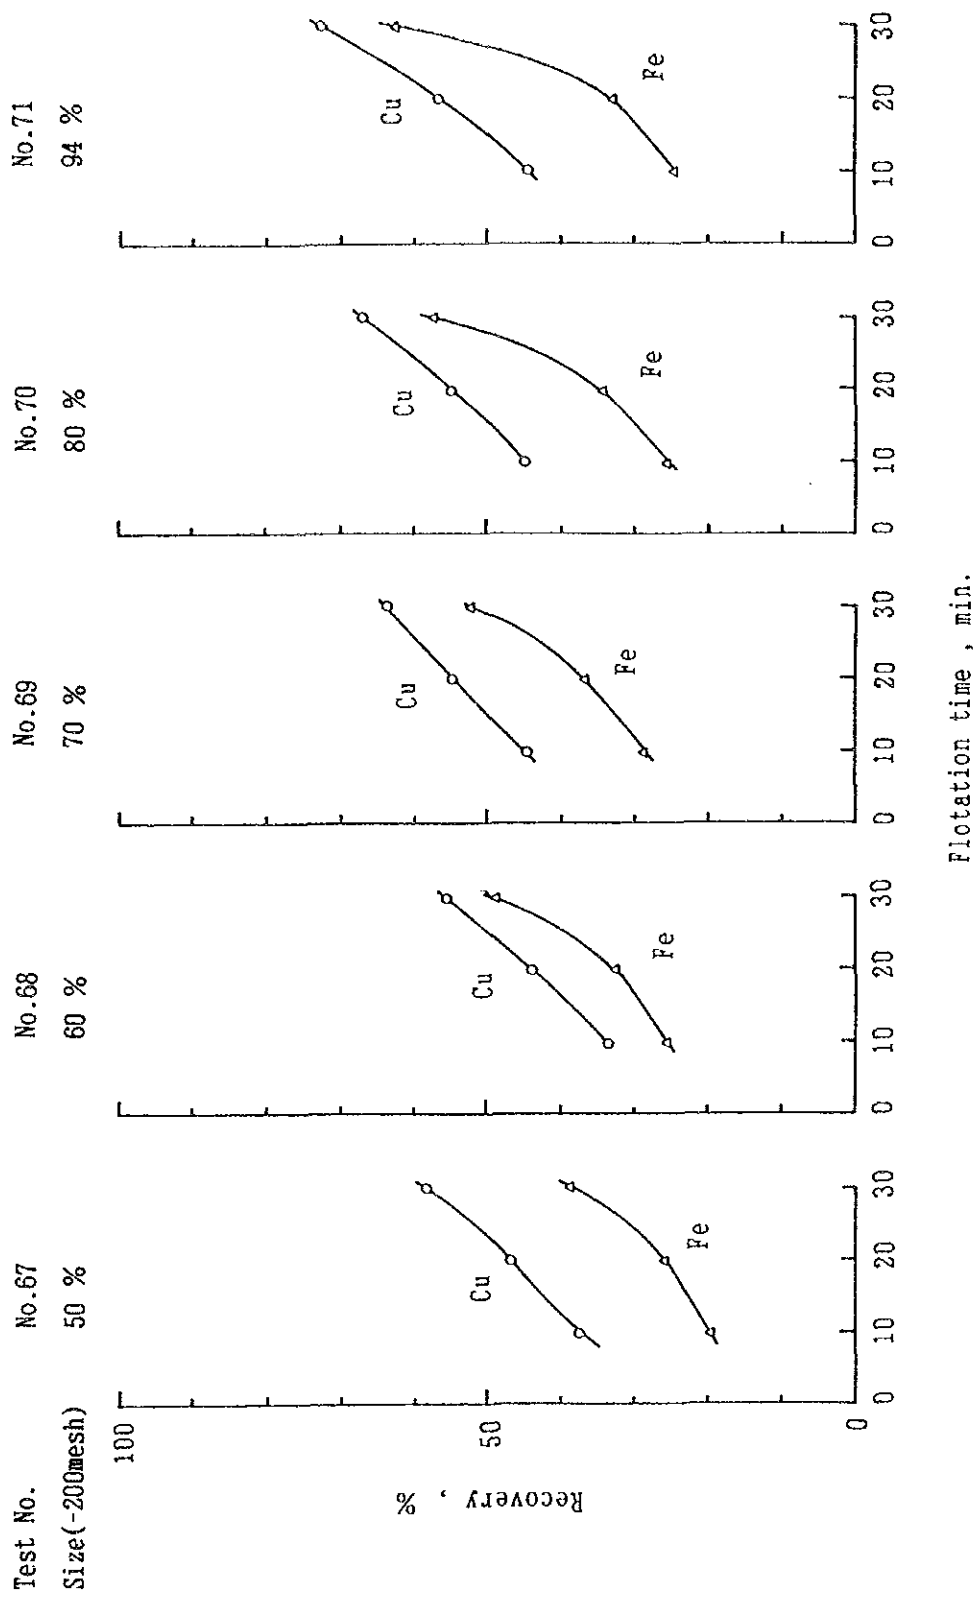 Test No. No.67 No.68 No.69 No.70 No.71
Size(-200mesh) 50 % 60 % 70 % 80 % 94 %
100
50
0
Recovery , %
Cu
Fe
Cu
Fe
Cu
Fe
Cu
Fe
Cu
Fe
0 10 20 30
0 10 20 30
0 10 20 30
0 10 20 30
0 10 20 30
Flotation time , min.